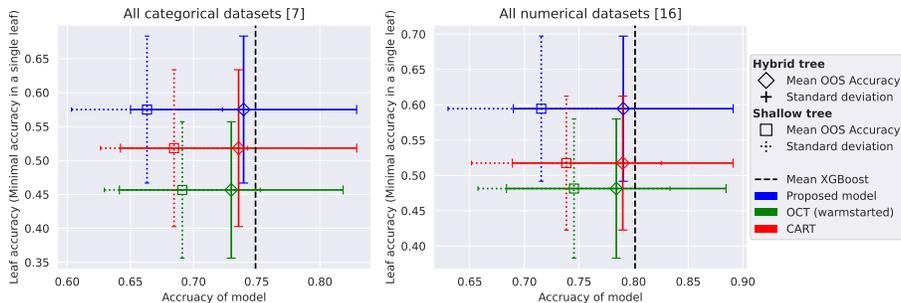 All categorical datasets [7]
Leaf accuracy (Minimal accuracy in a single leaf)
0.65
0.60
0.55
0.50
0.45
0.40
0.35
0.60
0.65
0.70
0.75
0.80
Accruacy of model
All numerical datasets [16]
Leaf accuracy (Minimal accuracy in a single leaf)
0.70
0.65
0.60
0.55
0.50
0.45
0.40
0.65
0.70
0.75
0.80
0.85
0.90
Accruacy of model
Hybrid tree
Mean OOS Accuracy
Standard deviation
Shallow tree
Mean OOS Accuracy
Standard deviation
Mean XGBoost
Proposed model
OCT (warmstarted)
CART